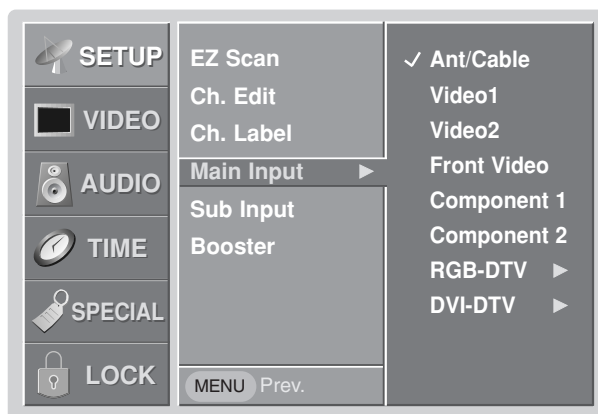 SETUP
VIDEO
AUDIO
TIME
SPECIAL
LOCK
EZ Scan
Ch. Edit
Ch. Label
Main Input ►
Sub Input
Booster
MENU Prev.
✓ Ant/Cable
Video1
Video2
Front Video
Component 1
Component 2
RGB-DTV ►
DVI-DTV ►